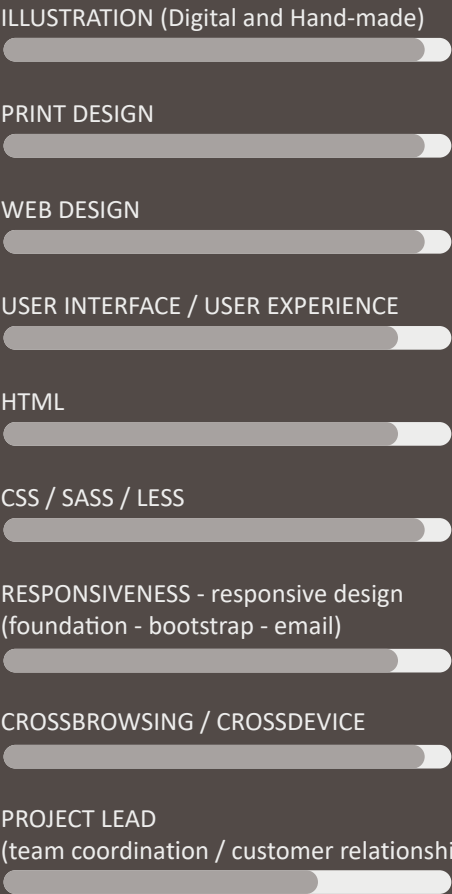 ILLUSTRATION (Digital and Hand-made)
PRINT DESIGN
WEB DESIGN
USER INTERFACE / USER EXPERIENCE
HTML
CSS / SASS / LESS
RESPONSIVENESS - responsive design
(foundation - bootstrap - email)
CROSSBROWSING / CROSSDEVICE
PROJECT LEAD
(team coordination / customer